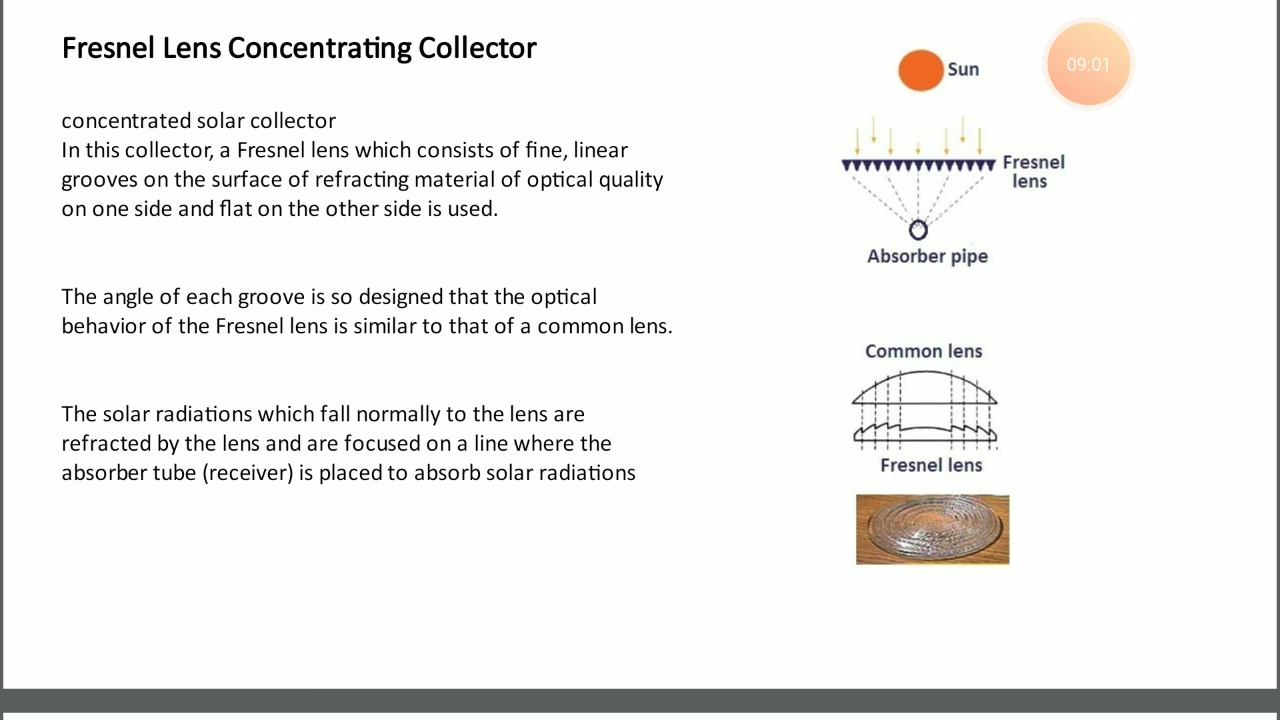 Fresnel Lens Concentrating Collector
concentrated solar collector
In this collector, a Fresnel lens which consists of fine, linear
grooves on the surface of refracting material of optical quality
on one side and flat on the other side is used.
The angle of each groove is so designed that the optical
behavior of the Fresnel lens is similar to that of a common lens.
The solar radiations which fall normally to the lens are
refracted by the lens and are focused on a line where the
absorber tube (receiver) is placed to absorb solar radiations
Sun
09:01
Fresnel
lens
Absorber pipe
Common lens
Fresnel lens